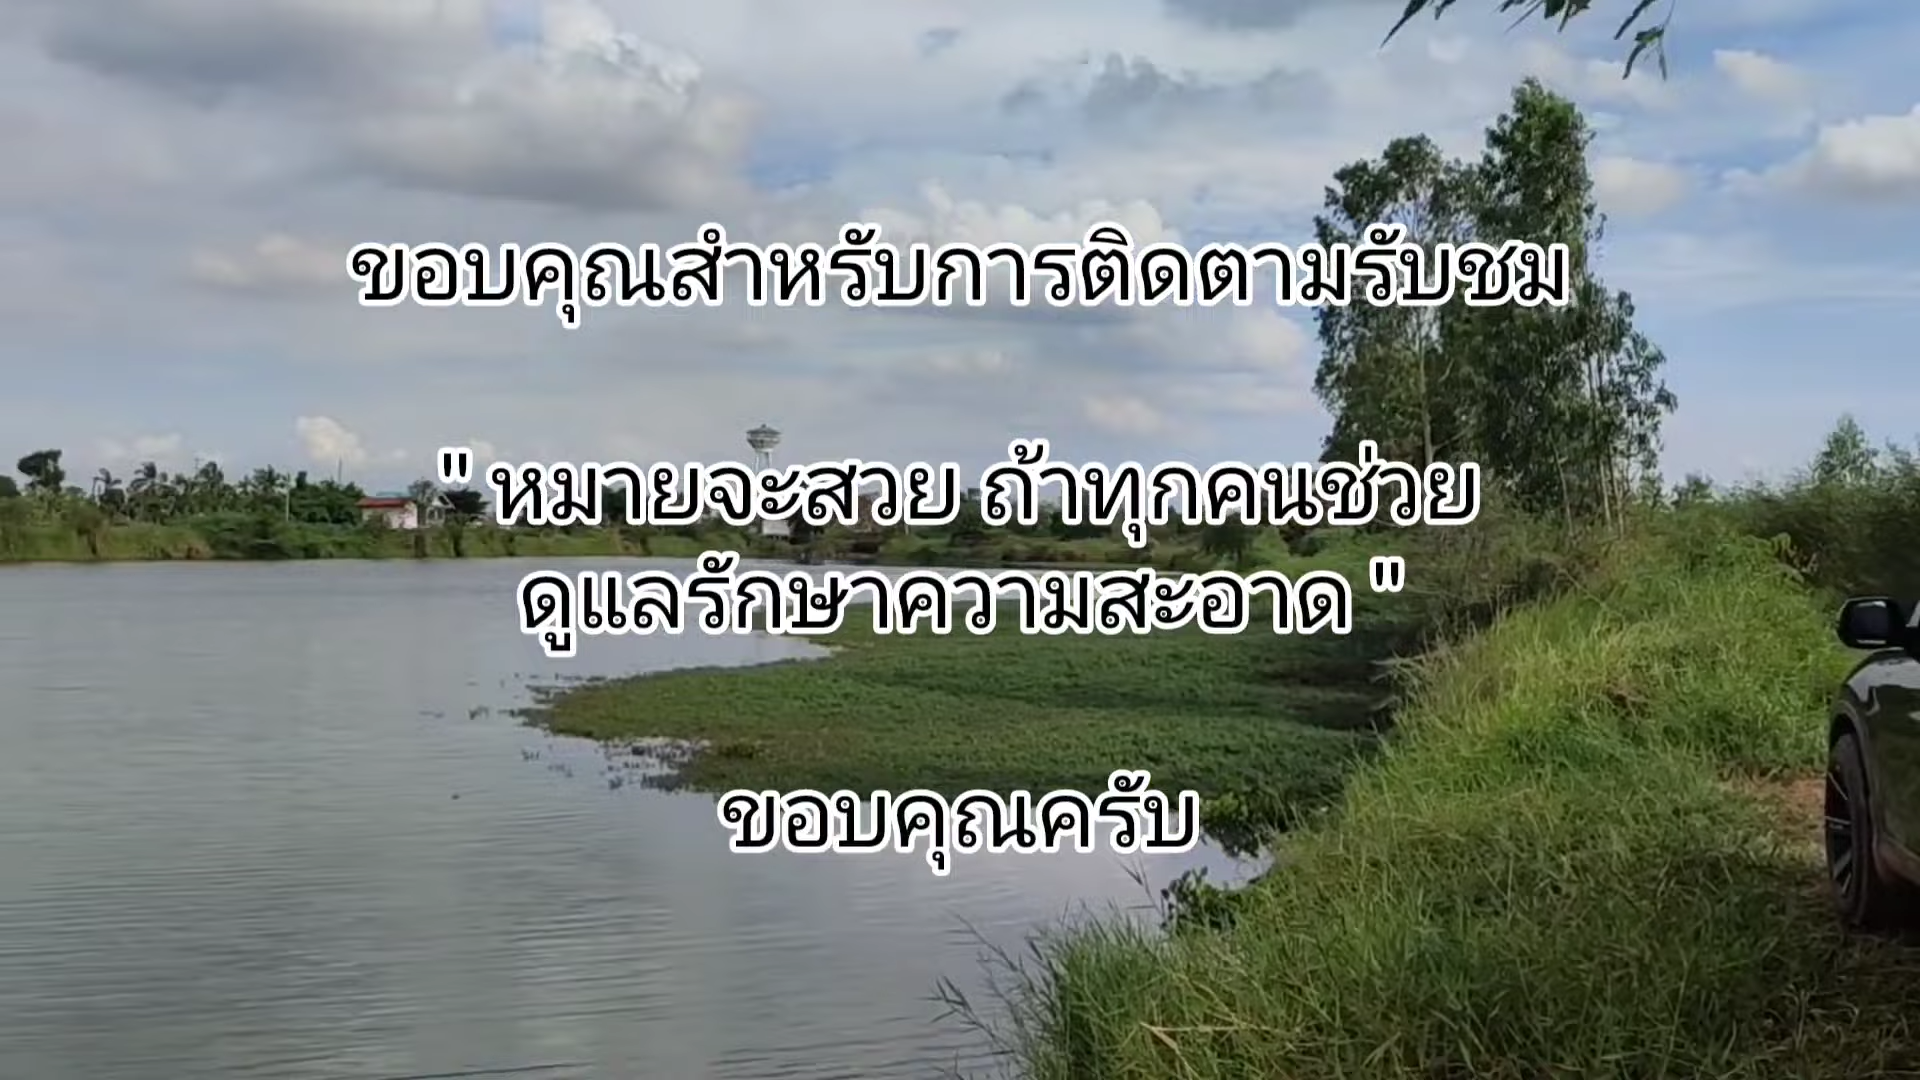 ขอบคุณสำหรับการติดตามรับชม
" หมายจะสวย ถ้าทุกคนช่วย
ดูแลรักษาความสะอาด "
ขอบคุณครับ